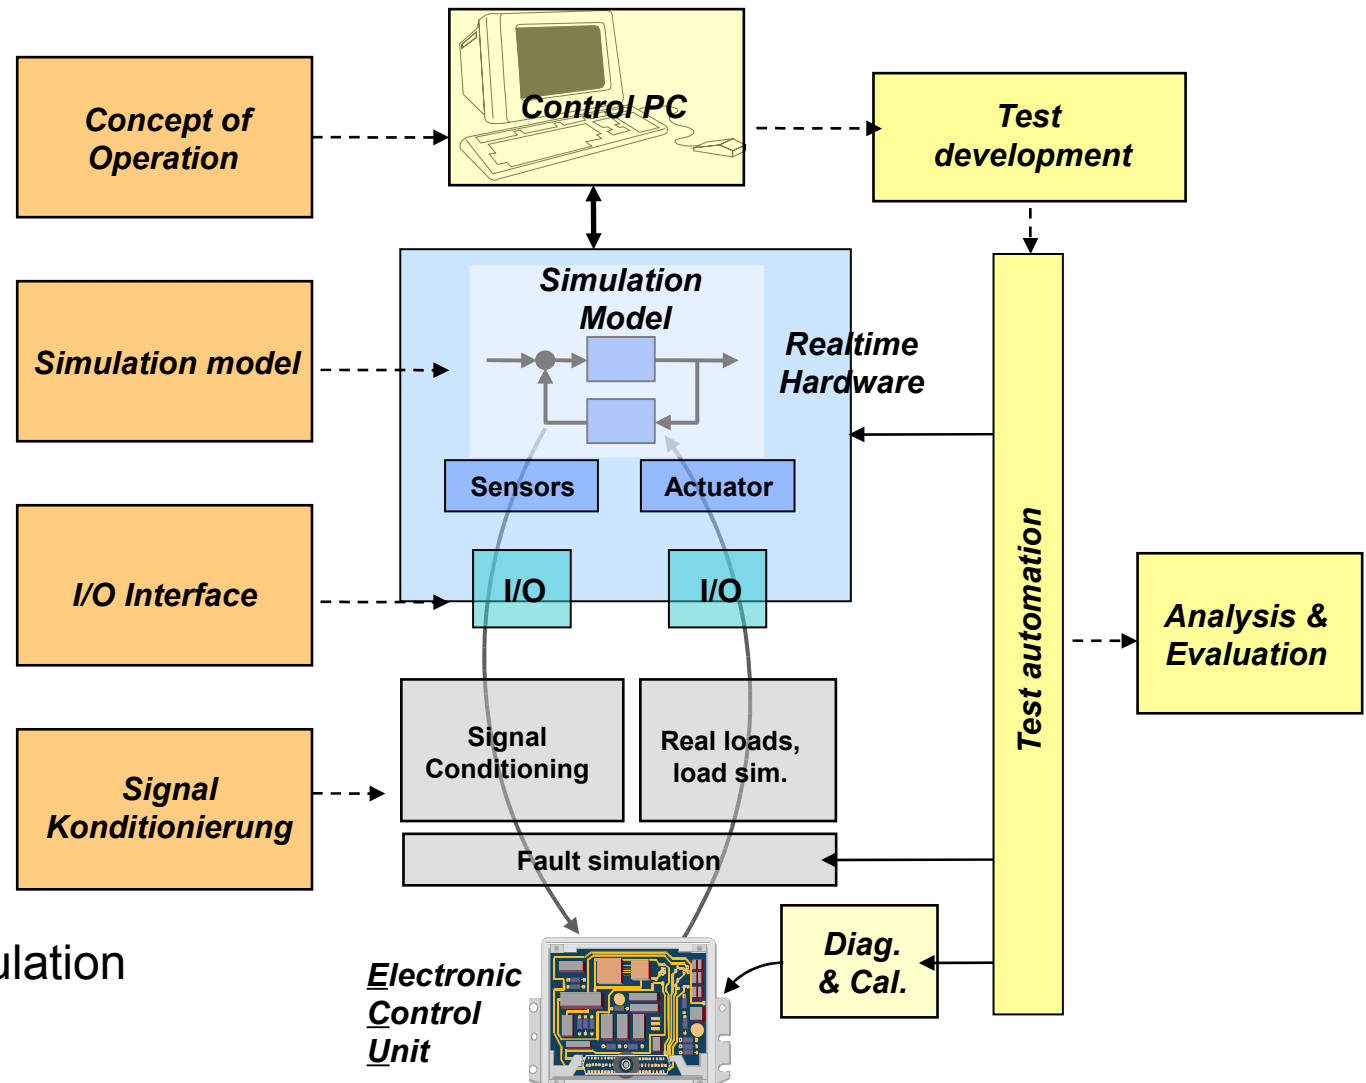 Control PC
Concept of
Operation
Test
development
Simulation
Model
Realtime
Hardware
Simulation model
Sensors
Actuator
I/O
I/O
I/O Interface
Test automation
Analysis &
Evaluation
Signal
Conditioning
Real loads,
load sim.
Signal
Konditionierung
Fault simulation
Diag.
& Cal.
Electronic
Control
Unit
ulation